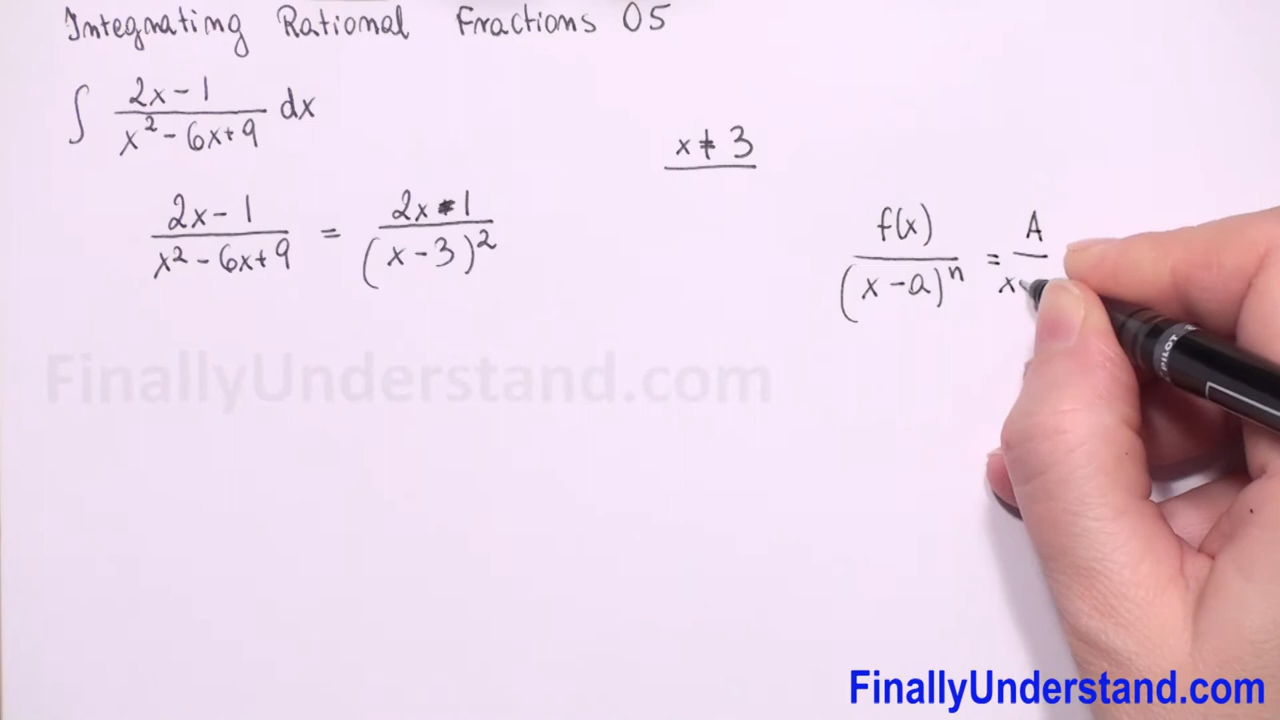 Integrating Rational Fractions 05
∫ (2x-1)/(x²-6x+9) dx
x ≠ 3
(2x-1)/(x²-6x+9) = (2x-1)/(x-3)²
f(x)/(x-a)ⁿ = A/x
FinallyUnderstand.com
PILOT
FinallyUnderstand.com